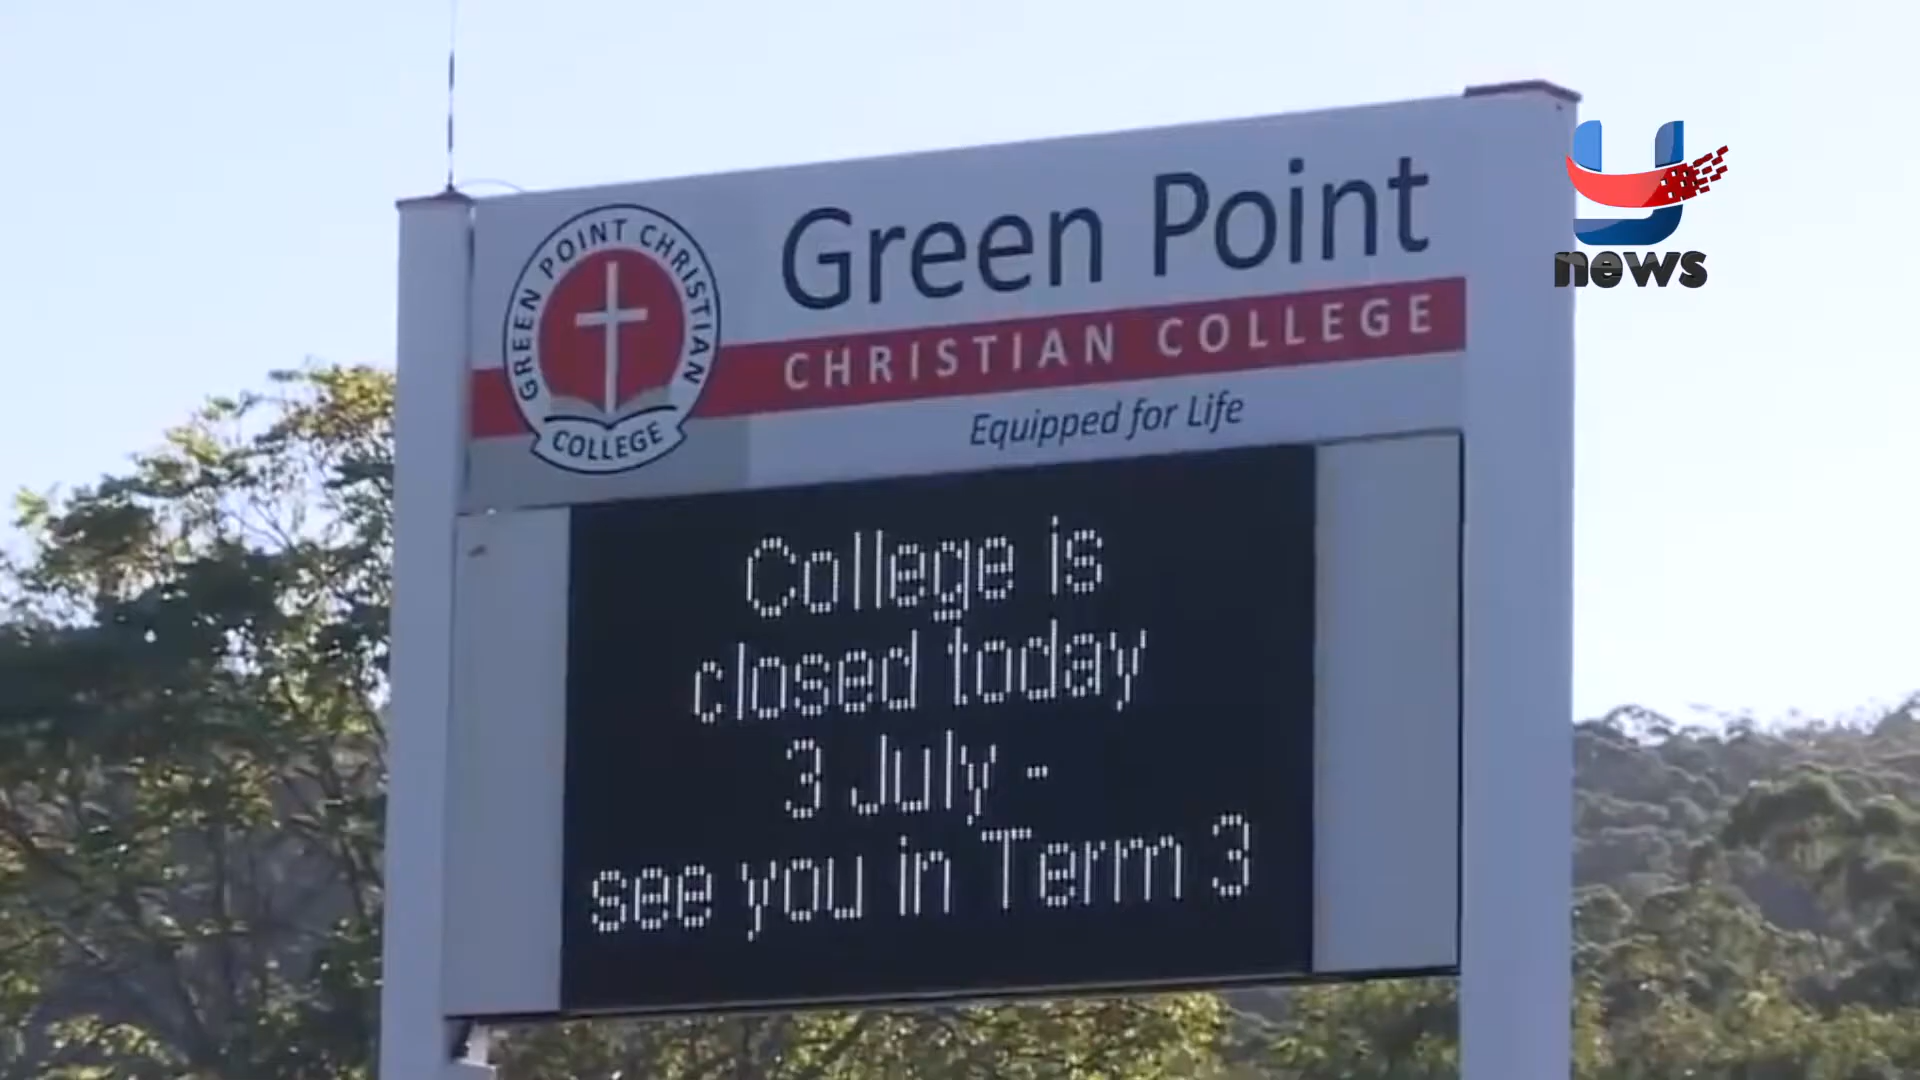 GREEN POINT CHRISTIAN
COLLEGE
Green Point
CHRISTIAN COLLEGE
Equipped for Life
College is
closed today
3 July -
see you in Term 3
U
news